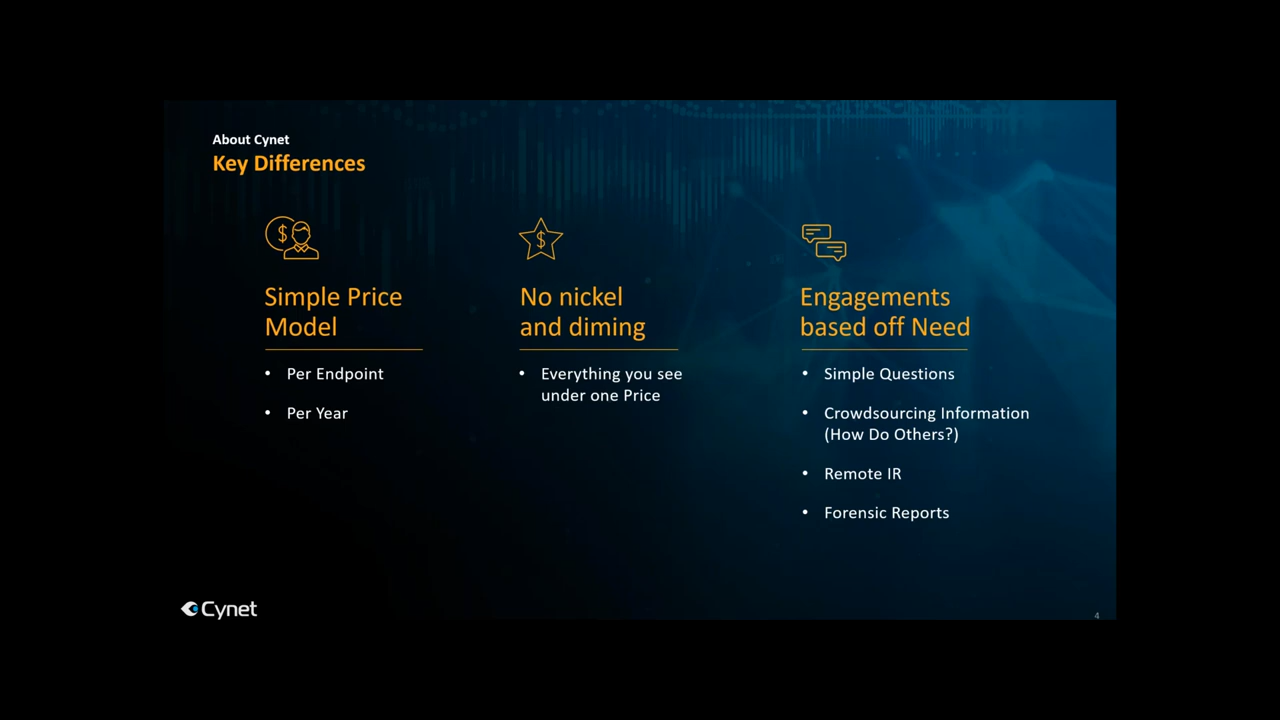 About Cynet
Key Differences
$
Simple Price
Model
• Per Endpoint
• Per Year
$
No nickel
and diming
• Everything you see
under one Price
Engagements
based off Need
• Simple Questions
• Crowdsourcing Information
(How Do Others?)
• Remote IR
• Forensic Reports
Cynet
4